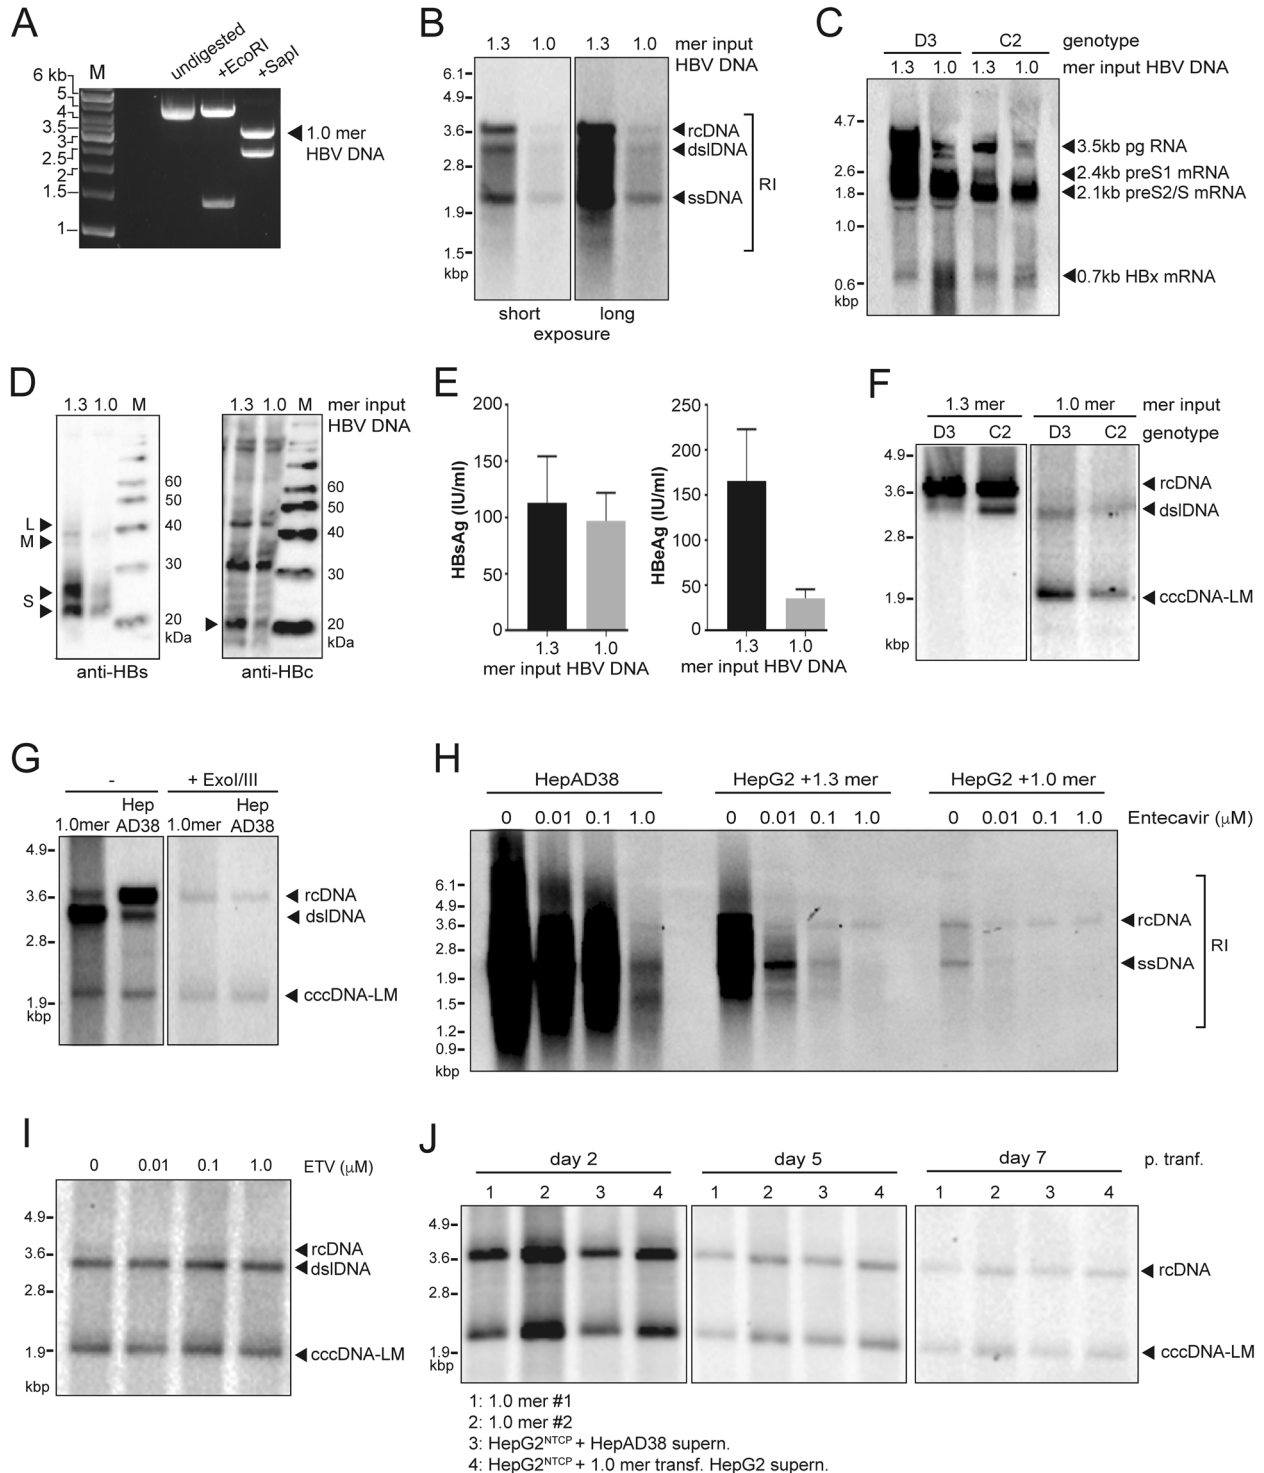 A
M
undigested
+EcoRI
+SapI
6 kb
5
4
3.5
3
2.5
2
1.5
1
1.0 mer
HBV DNA
B
1.3 1.0 1.3 1.0 mer input
HBV DNA
6.1
4.9
3.6
2.8
1.9
1.5
kbp
rcDNA
dslDNA
ssDNA
RI
short long
exposure
C
D3 C2 genotype
1.3 1.0 1.3 1.0 mer input HBV DNA
4.7
2.6
1.8
1.0
0.6
kbp
3.5kb pg RNA
2.4kb preS1 mRNA
2.1kb preS2/S mRNA
0.7kb HBx mRNA
D
1.3 1.0 M 1.3 1.0 M mer input
HBV DNA
L
M
S
60
50
40
30
20
kDa
60
50
40
30
20
kDa
anti-HBs anti-HBc
E
HBsAg (IU/ml)
200
150
100
50
0
1.3 1.0
mer input HBV DNA
HBeAg (IU/ml)
250
200
150
100
50
0
1.3 1.0
mer input HBV DNA
F
1.3 mer 1.0 mer mer input
D3 C2 D3 C2 genotype
4.9
3.6
2.8
1.9
kbp
rcDNA
dslDNA
cccDNA-LM
G
- + ExoI/III
1.0mer Hep AD38 1.0mer Hep AD38
4.9
3.6
2.8
1.9
kbp
rcDNA
dslDNA
cccDNA-LM
H
HepAD38 HepG2 +1.3 mer HepG2 +1.0 mer
0 0.01 0.1 1.0 0 0.01 0.1 1.0 0 0.01 0.1 1.0 Entecavir (μM)
6.1
4.9
3.6
2.8
1.9
1.5
1.2
0.9
kbp
rcDNA
ssDNA
RI
I
0 0.01 0.1 1.0 ETV (μM)
4.9
3.6
2.8
1.9
kbp
rcDNA
dslDNA
cccDNA-LM
J
day 2 day 5 day 7 p. tranf.
1 2 3 4 1 2 3 4 1 2 3 4
4.9
3.6
2.8
1.9
kbp
rcDNA
cccDNA-LM
1: 1.0 mer #1
2: 1.0 mer #2
3: HepG2NTCP + HepAD38 supern.
4: HepG2NTCP + 1.0 mer transf. HepG2 supern.